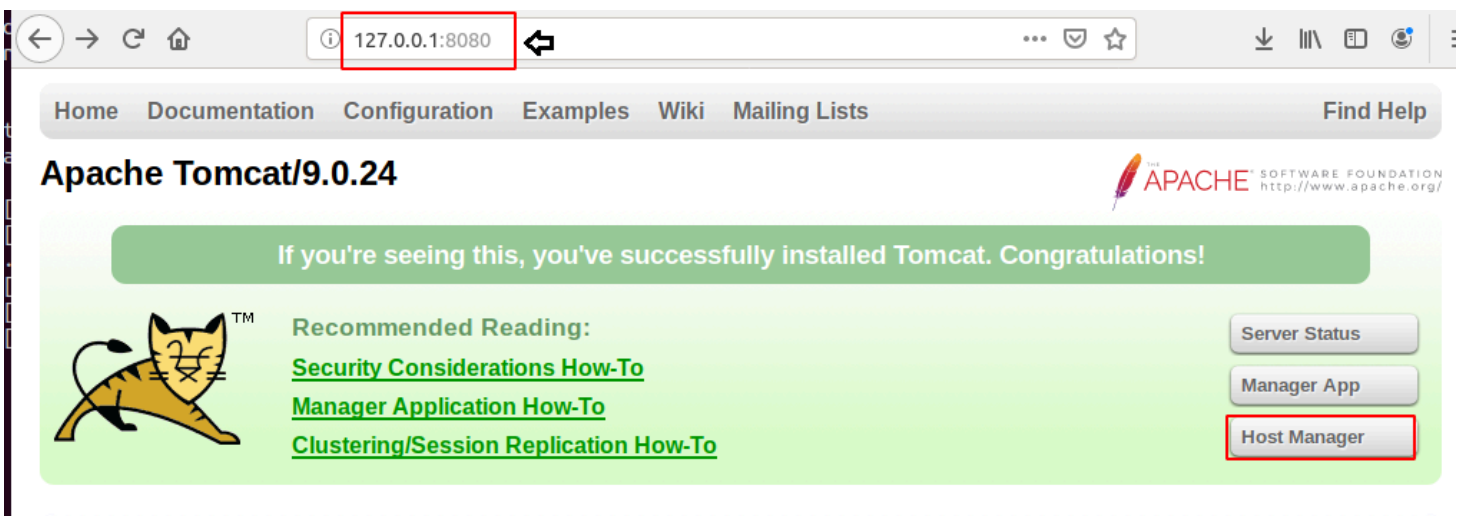 127.0.0.1:8080
Home Documentation Configuration Examples Wiki Mailing Lists Find Help
Apache Tomcat/9.0.24
THE APACHE SOFTWARE FOUNDATION
http://www.apache.org/
If you're seeing this, you've successfully installed Tomcat. Congratulations!
TM
Recommended Reading:
Security Considerations How-To
Manager Application How-To
Clustering/Session Replication How-To
Server Status
Manager App
Host Manager